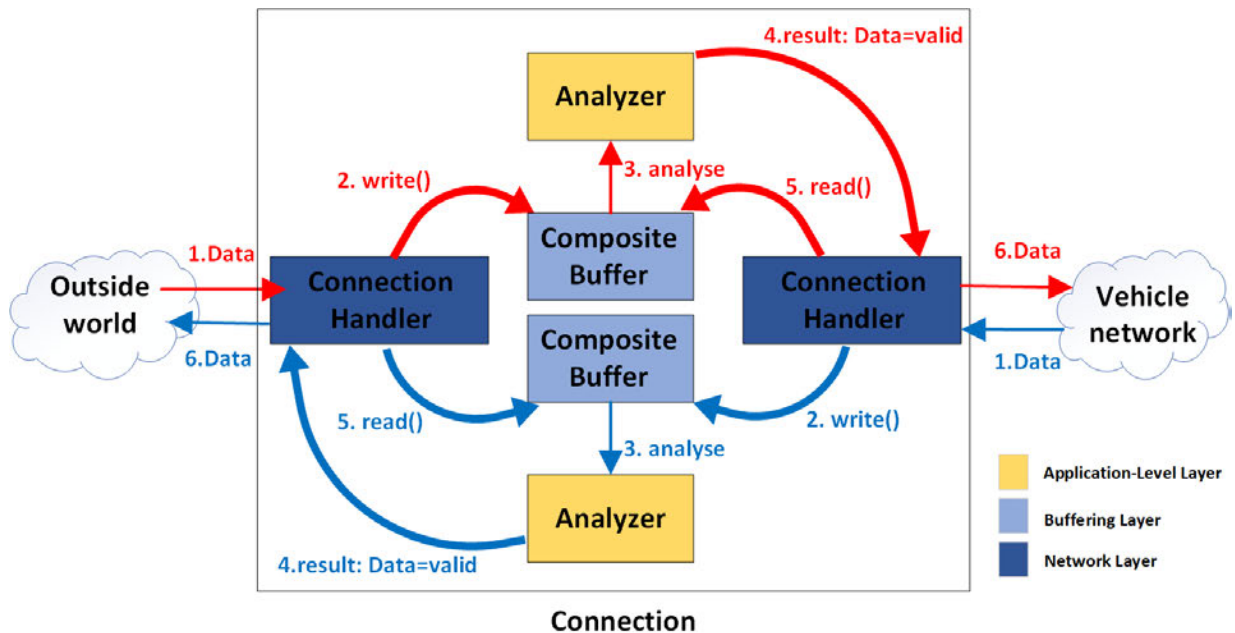 4.result: Data=valid
Analyzer
3. analyse
2. write()
5. read()
Composite
Buffer
1.Data
Outside
world
6.Data
Connection
Handler
Connection
Handler
6.Data
Vehicle
network
1.Data
Composite
Buffer
5. read()
2. write()
3. analyse
Analyzer
4.result: Data=valid
Application-Level Layer
Buffering Layer
Network Layer
Connection